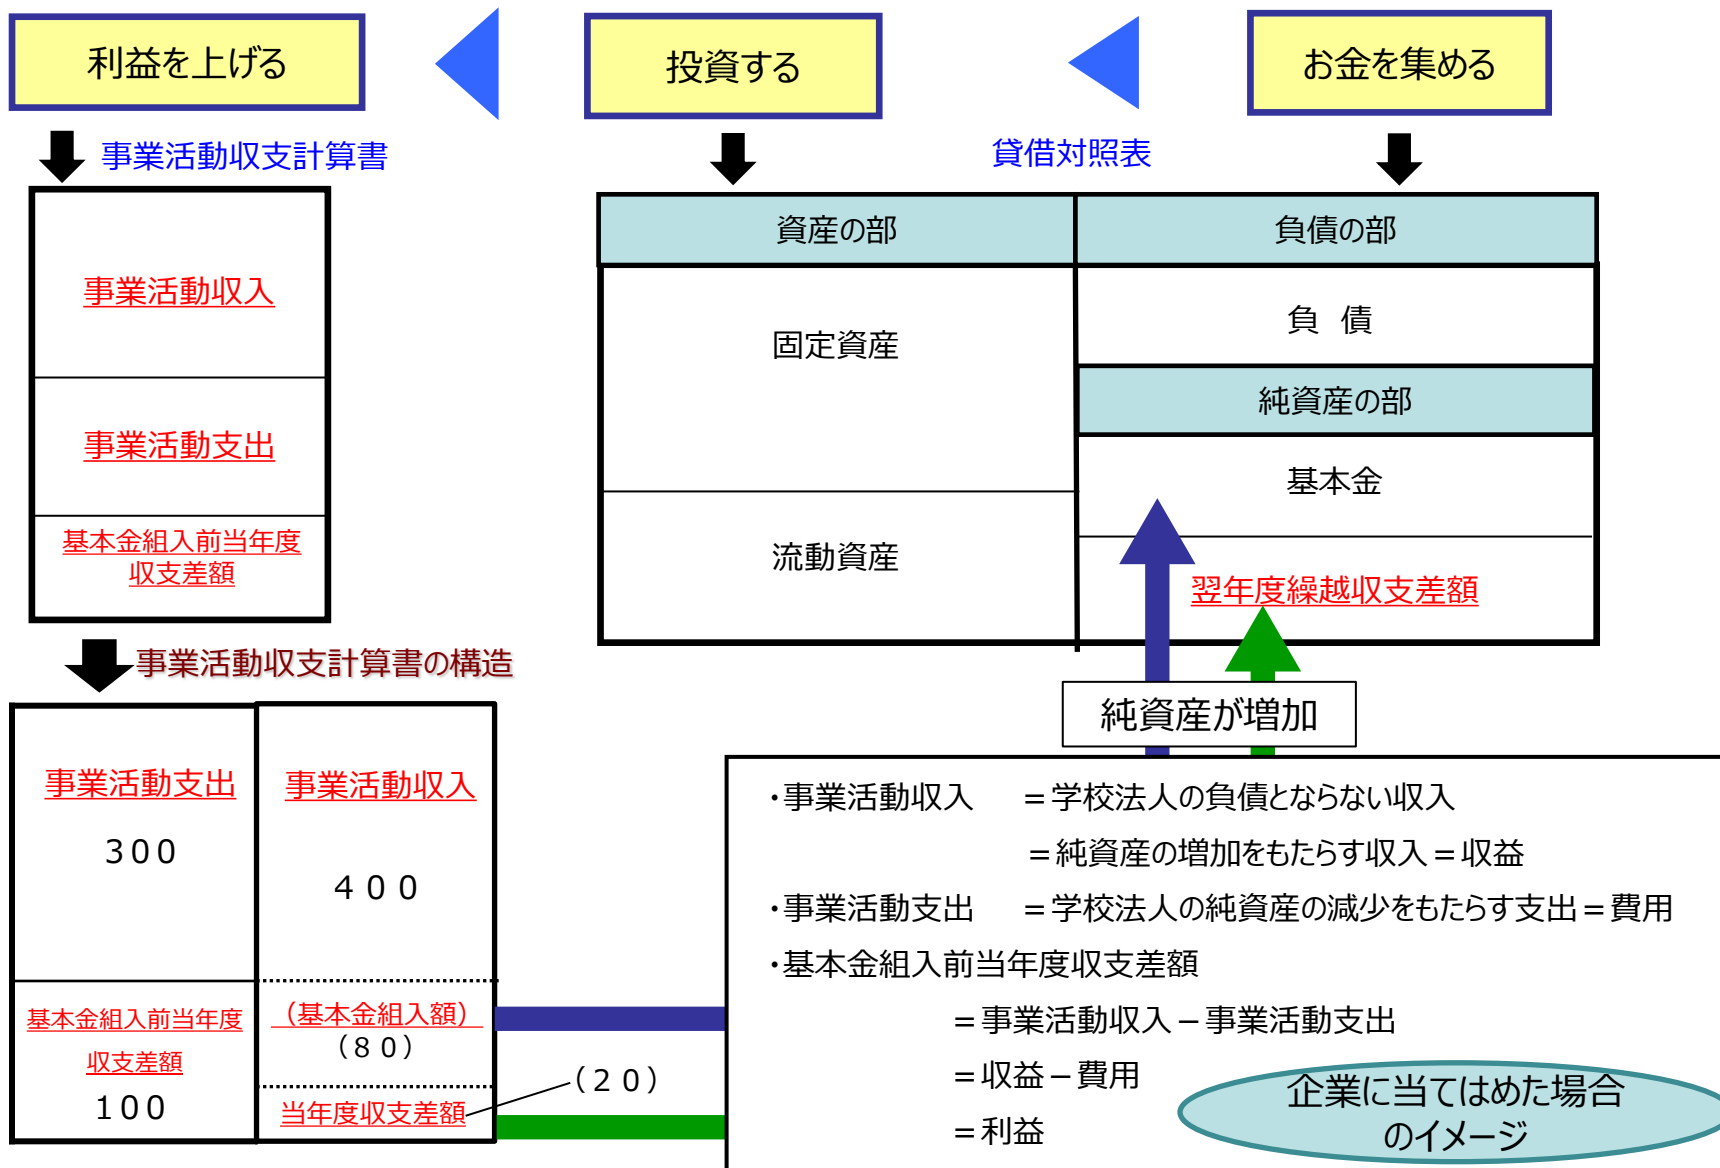 利益を上げる
投資する
お金を集める
事業活動収支計算書
貸借対照表
事業活動収入
事業活動支出
基本金組入前当年度
収支差額
資産の部
負債の部
固定資産
負 債
純資産の部
基本金
流動資産
翌年度繰越収支差額
事業活動収支計算書の構造
純資産が増加
事業活動支出
300
事業活動収入
400
基本金組入前当年度
収支差額
100
(基本金組入額)
(80)
当年度収支差額
(20)
・事業活動収入 =学校法人の負債とならない収入
=純資産の増加をもたらす収入=収益
・事業活動支出 =学校法人の純資産の減少をもたらす支出=費用
・基本金組入前当年度収支差額
=事業活動収入-事業活動支出
=収益-費用
=利益
企業に当てはめた場合
のイメージ